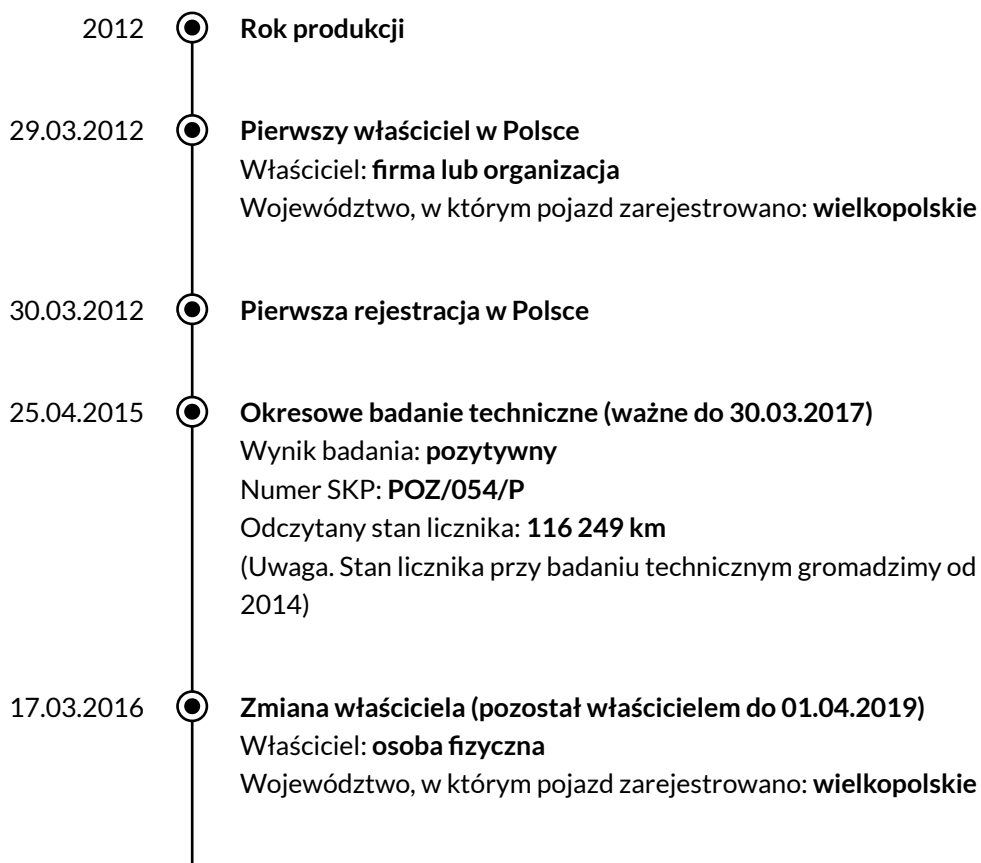 2012 Rok produkcji
29.03.2012 Pierwszy właściciel w Polsce
Właściciel: firma lub organizacja
Województwo, w którym pojazd zarejestrowano: wielkopolskie
30.03.2012 Pierwsza rejestracja w Polsce
25.04.2015 Okresowe badanie techniczne (ważne do 30.03.2017)
Wynik badania: pozytywny
Numer SKP: POZ/054/P
Odczytany stan licznika: 116 249 km
(Uwaga. Stan licznika przy badaniu technicznym gromadzimy od
2014)
17.03.2016 Zmiana właściciela (pozostał właścicielem do 01.04.2019)
Właściciel: osoba fizyczna
Województwo, w którym pojazd zarejestrowano: wielkopolskie